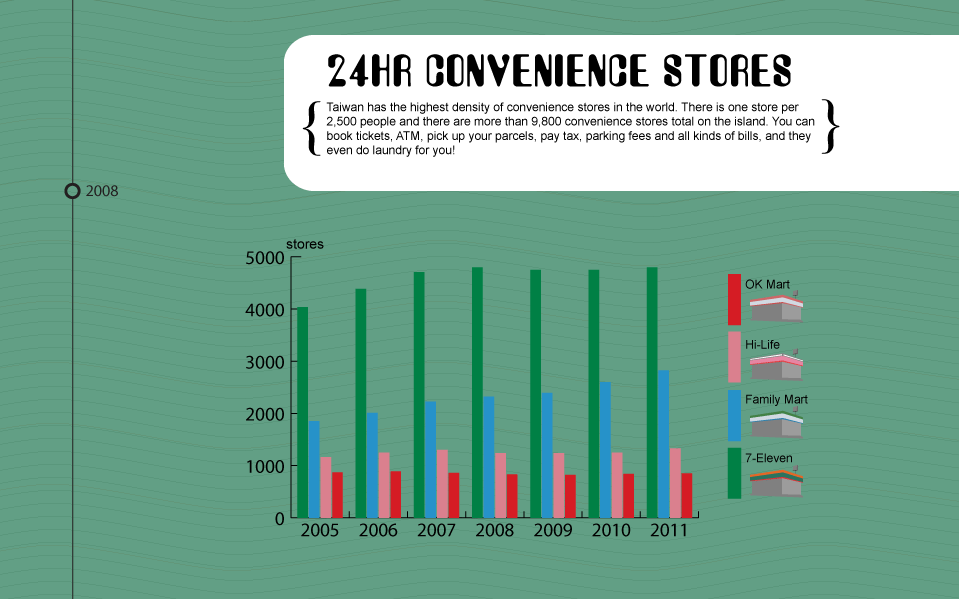 24HR CONVENIENCE STORES
{ Taiwan has the highest density of convenience stores in the world. There is one store per
2,500 people and there are more than 9,800 convenience stores total on the island. You can
book tickets, ATM, pick up your parcels, pay tax, parking fees and all kinds of bills, and they
even do laundry for you! }
2008
stores
5000
4000
3000
2000
1000
0
2005 2006 2007 2008 2009 2010 2011
OK Mart
Hi-Life
Family Mart
7-Eleven